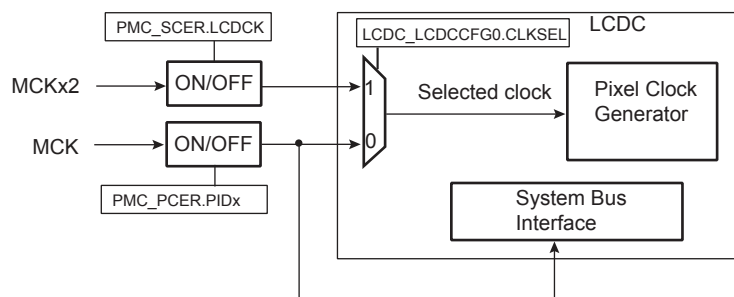 PMC_SCER.LCDCK
LCDC_LCDCCFG0.CLKSEL
LCDC
MCKx2
ON/OFF
1
Selected clock
Pixel Clock
Generator
MCK
ON/OFF
0
PMC_PCER.PIDx
System Bus
Interface